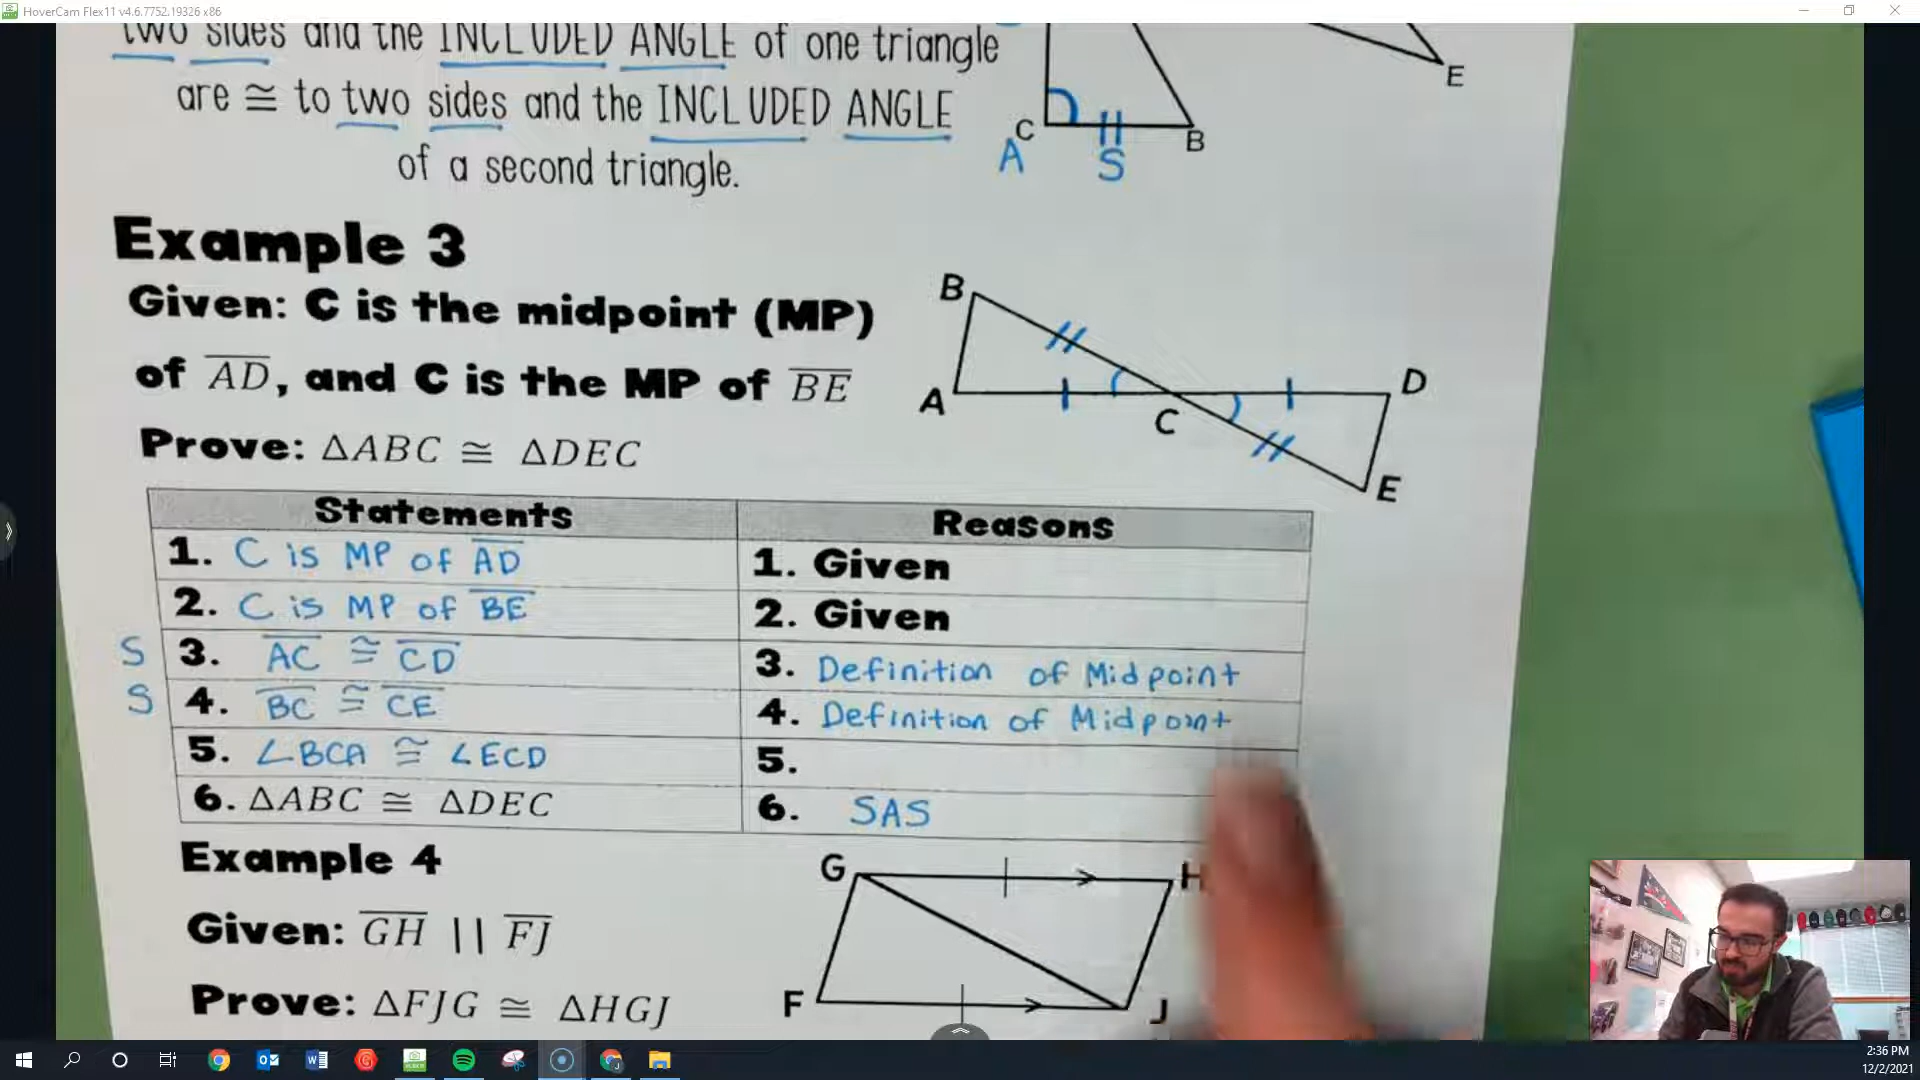 HoverCam Flex11 v4.6.7752.19326 x86
two sides and the INCLUDED ANGLE of one triangle
are ≅ to two sides and the INCLUDED ANGLE
of a second triangle.
E
C
B
A
S
Example 3
Given: C is the midpoint (MP)
of AD, and C is the MP of BE
Prove: ΔABC ≅ ΔDEC
B
A
C
D
E
Statements
Reasons
1. C is MP of AD
1. Given
2. C is MP of BE
2. Given
S 3. AC ≅ CD
3. Definition of Midpoint
S 4. BC ≅ CE
4. Definition of Midpoint
5. ∠BCA ≅ ∠ECD
5.
6. ΔABC ≅ ΔDEC
6. SAS
Example 4
Given: GH || FJ
Prove: ΔFJG ≅ ΔHGJ
G
H
F
J
2:36 PM
12/2/2021